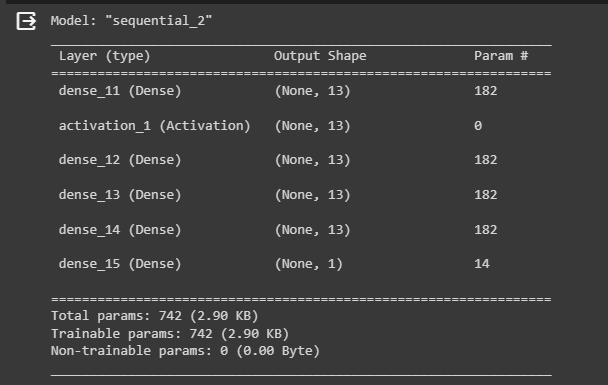 Model: "sequential_2"
_________________________________________________________________
Layer (type) Output Shape Param #
=================================================================
dense_11 (Dense) (None, 13) 182
activation_1 (Activation) (None, 13) 0
dense_12 (Dense) (None, 13) 182
dense_13 (Dense) (None, 13) 182
dense_14 (Dense) (None, 13) 182
dense_15 (Dense) (None, 1) 14
=================================================================
Total params: 742 (2.90 KB)
Trainable params: 742 (2.90 KB)
Non-trainable params: 0 (0.00 Byte)
_________________________________________________________________